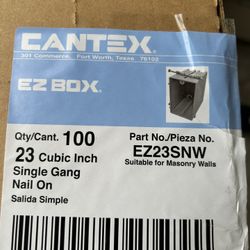 CANTEX®
301 Commerce, Fort Worth, Texas 76102
EZ BOX®
Qty/Cant. 100
Part No./Pieza No.
23 Cubic Inch
EZ23SNW
Single Gang
Suitable for Masonry Walls
Nail On
Salida Simple